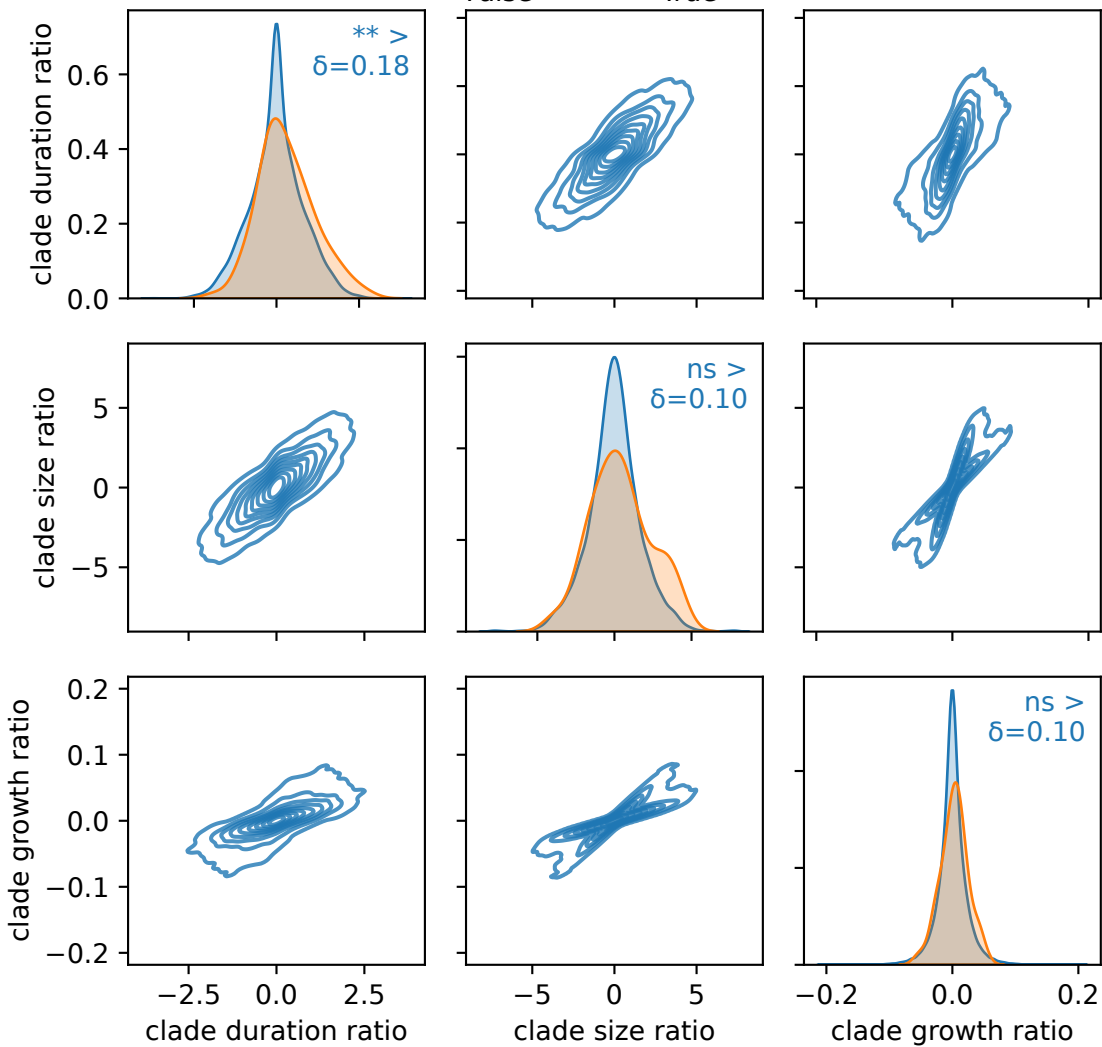 clade duration ratio
0.6
0.4
0.2
0.0
** >
δ=0.18
clade size ratio
5
0
−5
ns >
δ=0.10
clade growth ratio
0.2
0.1
0.0
−0.1
−0.2
ns >
δ=0.10
−2.5 0.0 2.5
−5 0 5
−0.2 0.0 0.2
clade duration ratio
clade size ratio
clade growth ratio